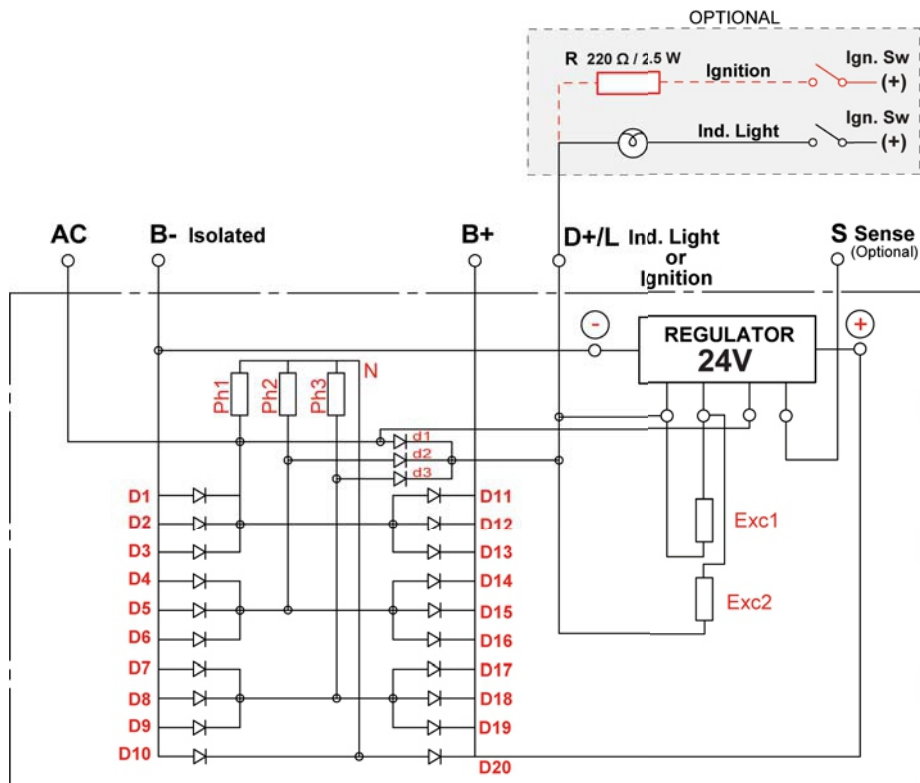 OPTIONAL
R 220 Ω / 2.5 W
Ignition
Ign. Sw
(+)
Ind. Light
Ign. Sw
(+)
AC
B- Isolated
B+
D+/L Ind. Light
or
Ignition
S Sense
(Optional)
-
REGULATOR
24V
+
N
Ph1
Ph2
Ph3
d1
d2
d3
D1
D2
D3
D4
D5
D6
D7
D8
D9
D10
D11
D12
D13
D14
D15
D16
D17
D18
D19
D20
Exc1
Exc2